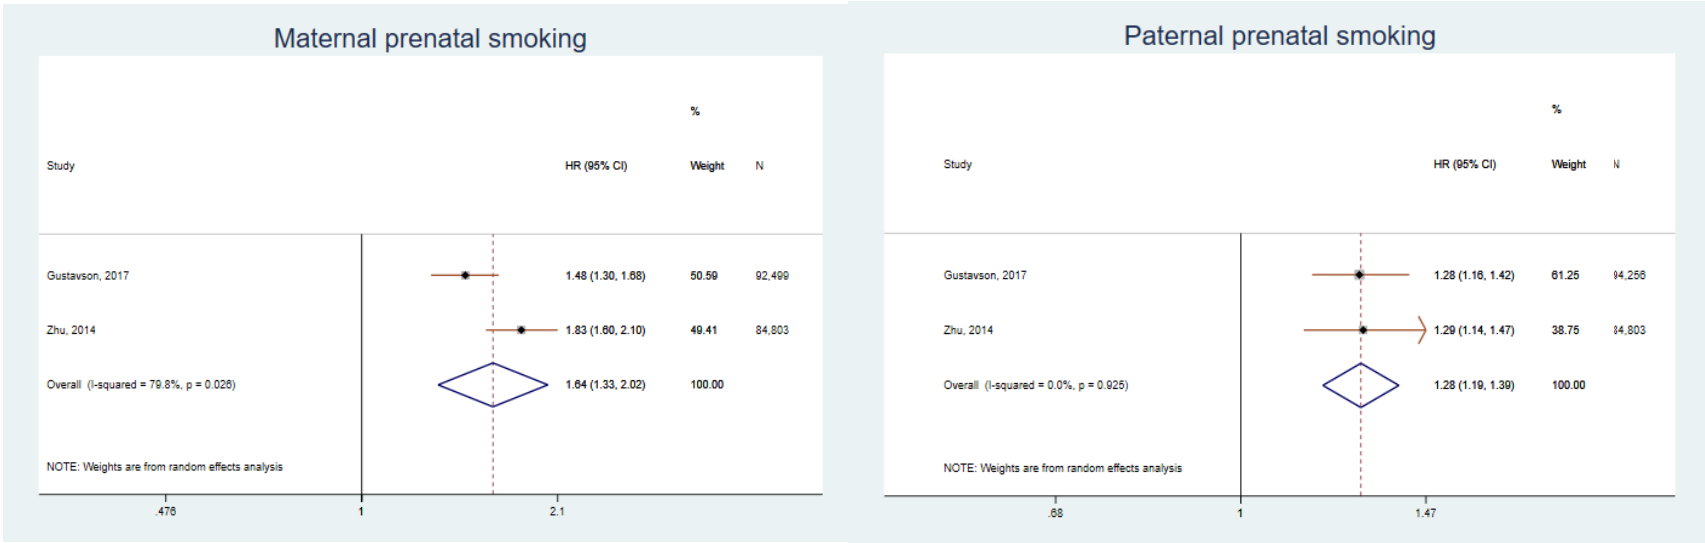 Maternal prenatal smoking
%
Study HR (95% CI) Weight N
Gustavson, 2017 1.48 (1.30, 1.68) 50.59 92,499
Zhu, 2014 1.83 (1.60, 2.10) 49.41 84,803
Overall (I-squared = 79.8%, p = 0.026) 1.64 (1.33, 2.02) 100.00
NOTE: Weights are from random effects analysis
.476 1 2.1
Paternal prenatal smoking
%
Study HR (95% CI) Weight N
Gustavson, 2017 1.28 (1.16, 1.42) 61.25 94,256
Zhu, 2014 1.29 (1.14, 1.47) 38.75 84,803
Overall (I-squared = 0.0%, p = 0.925) 1.28 (1.19, 1.39) 100.00
NOTE: Weights are from random effects analysis
.68 1 1.47